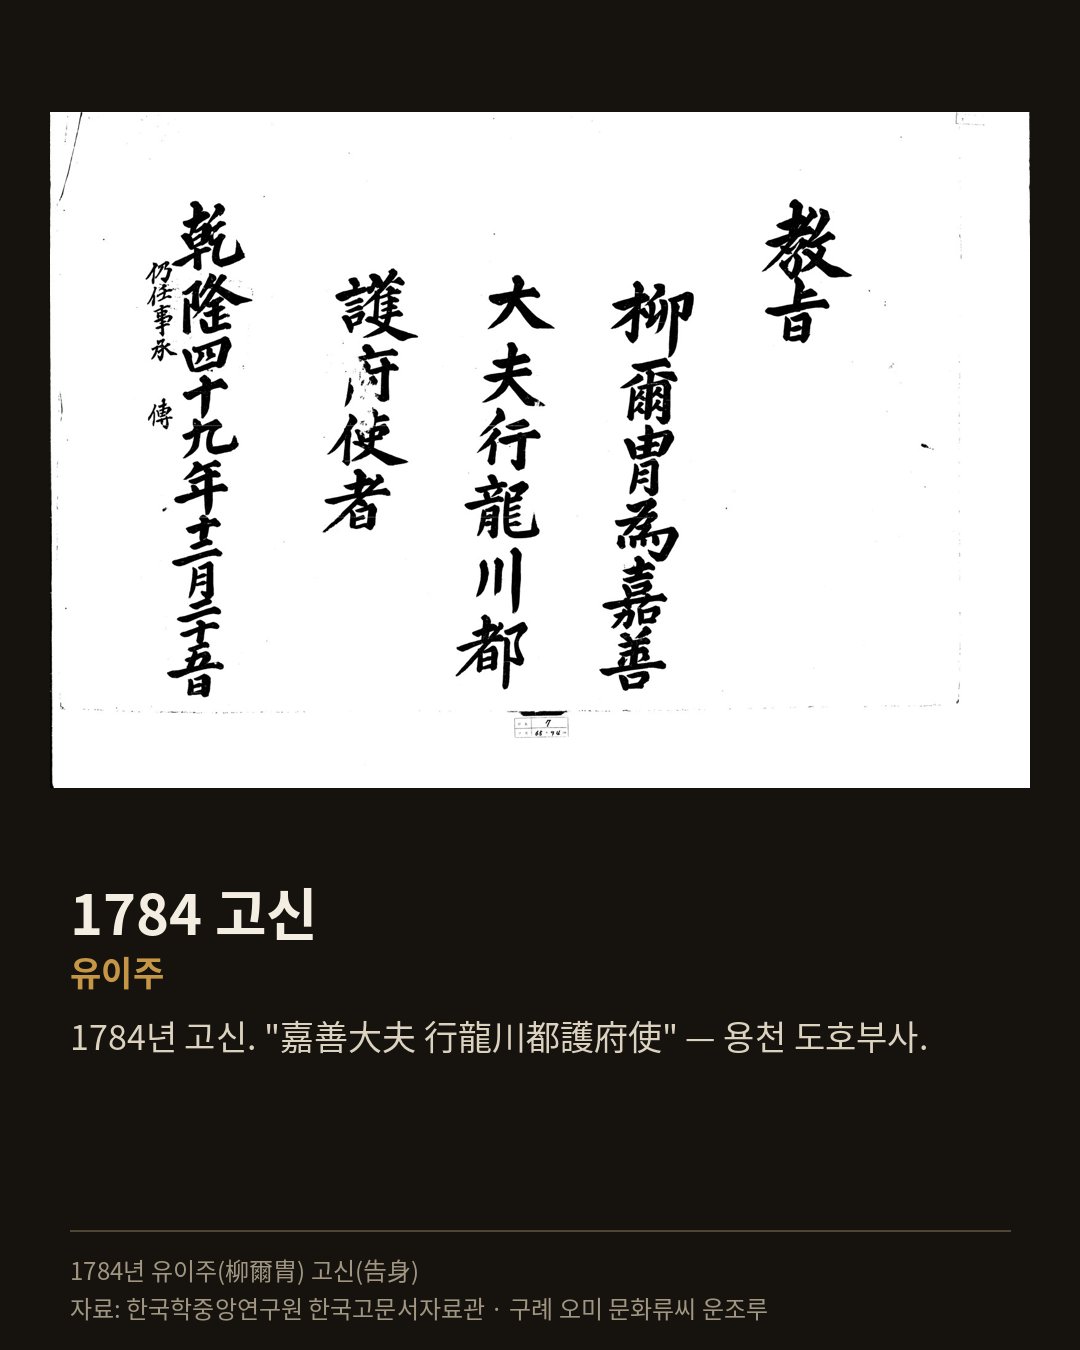 教旨
柳爾胄為嘉善
大夫行龍川都
護府使者
乾隆四十九年十二月二十五日
仍任事承 傳
7
1784 고신
유이주
1784년 고신. "嘉善大夫 行龍川都護府使" — 용천 도호부사.
1784년 유이주(柳爾胄) 고신(告身)
자료: 한국학중앙연구원 한국고문서자료관 · 구례 오미 문화류씨 운조루